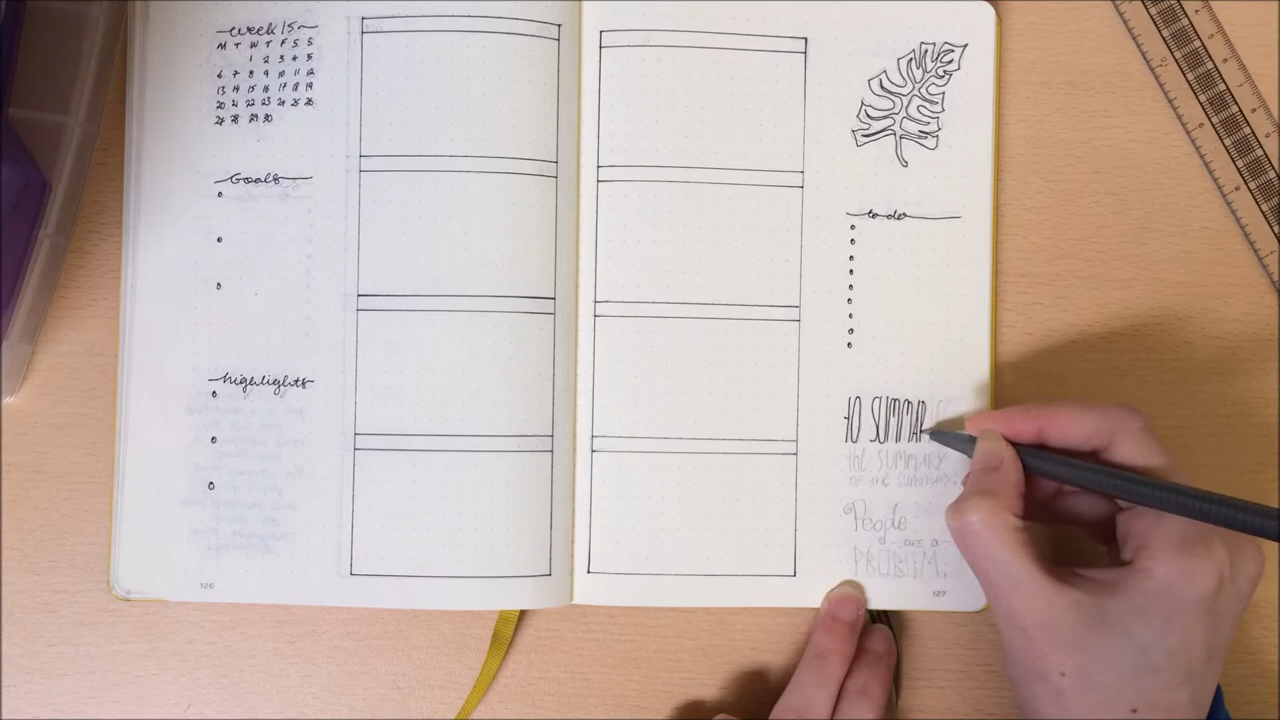 week 15
M T W T F S S
1 2 3 4 5
6 7 8 9 10 11 12
13 14 15 16 17 18 19
20 21 22 23 24 25 26
27 28 29 30
Goals
highlights
126
to do
TO SUMMAR
the SUMMARY
OF the SUMMARY.
People
- are a -
PROBLEM.
127